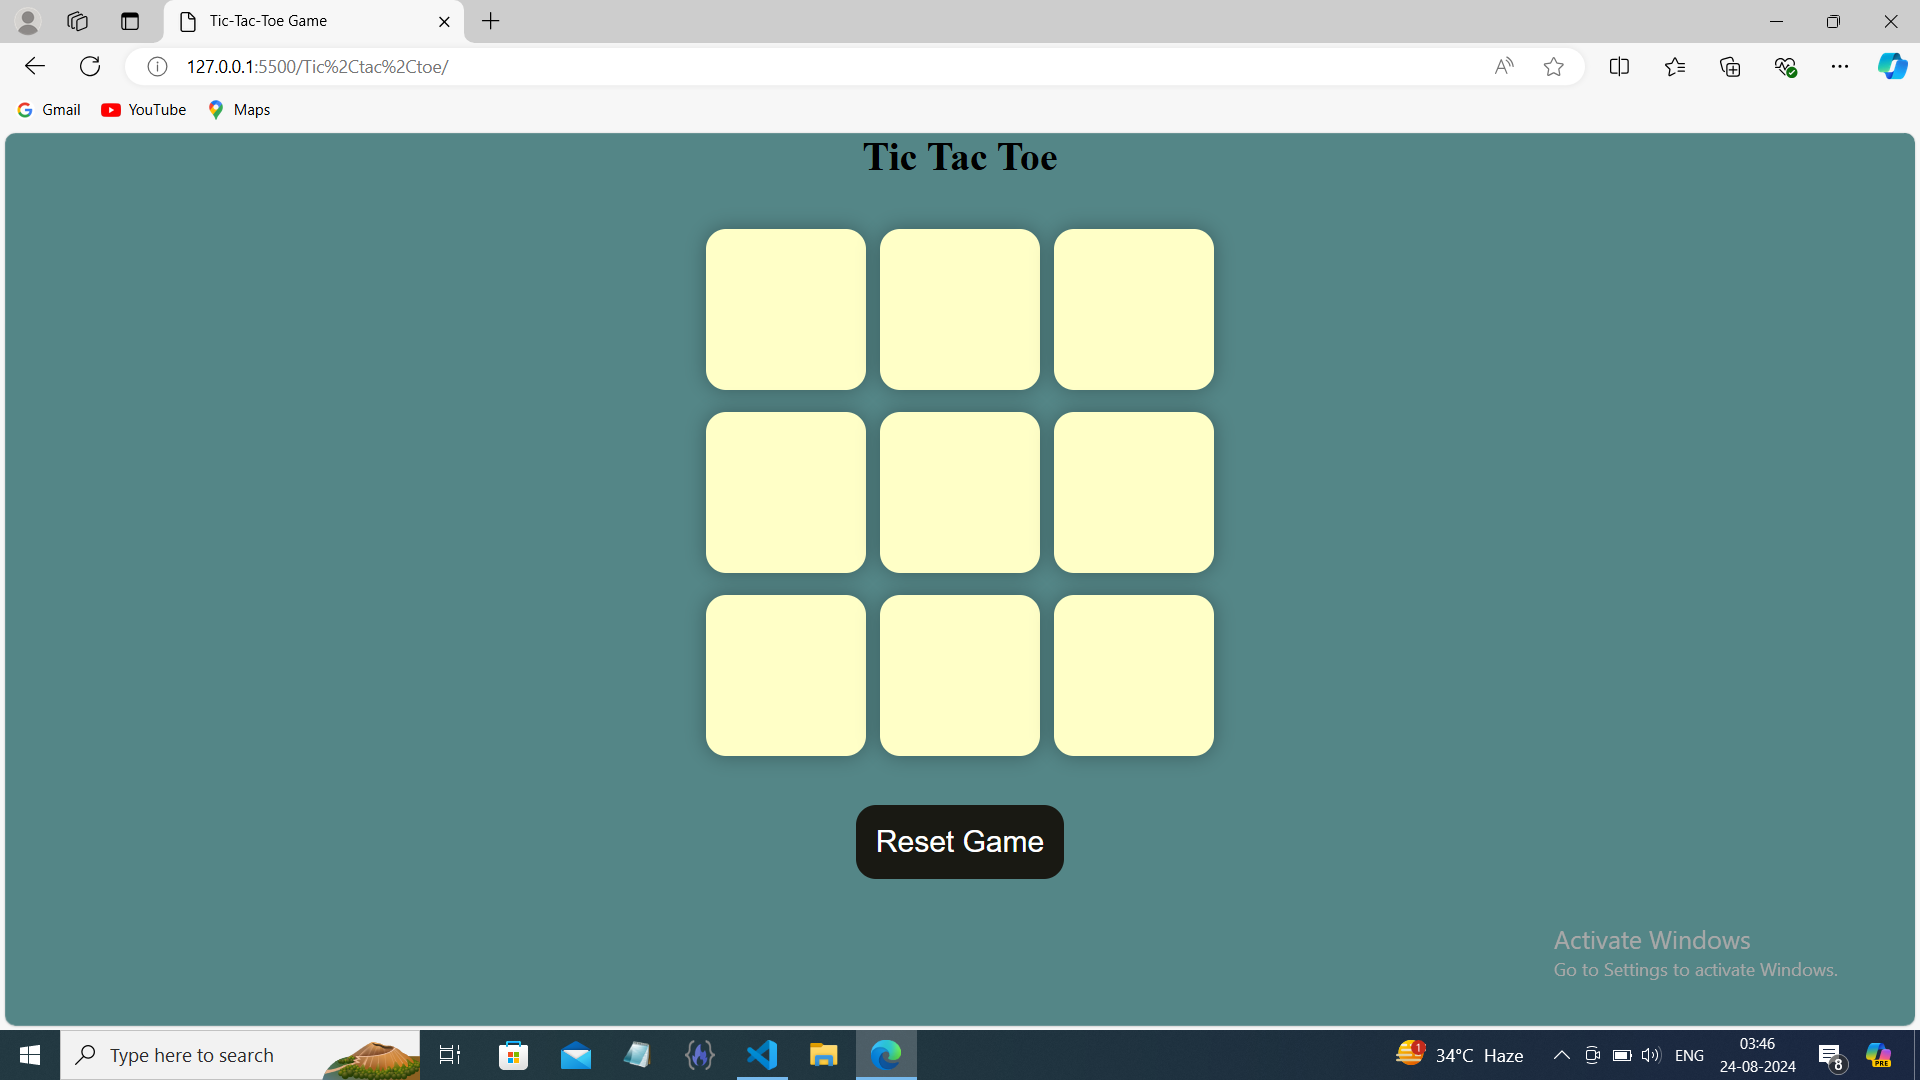 Tic-Tac-Toe Game
127.0.0.1:5500/Tic%2Ctac%2Ctoe/
Gmail YouTube Maps
Tic Tac Toe
Reset Game
Activate Windows
Go to Settings to activate Windows.
Type here to search
1
34°C Haze
ENG
03:46
24-08-2024
8
PRE